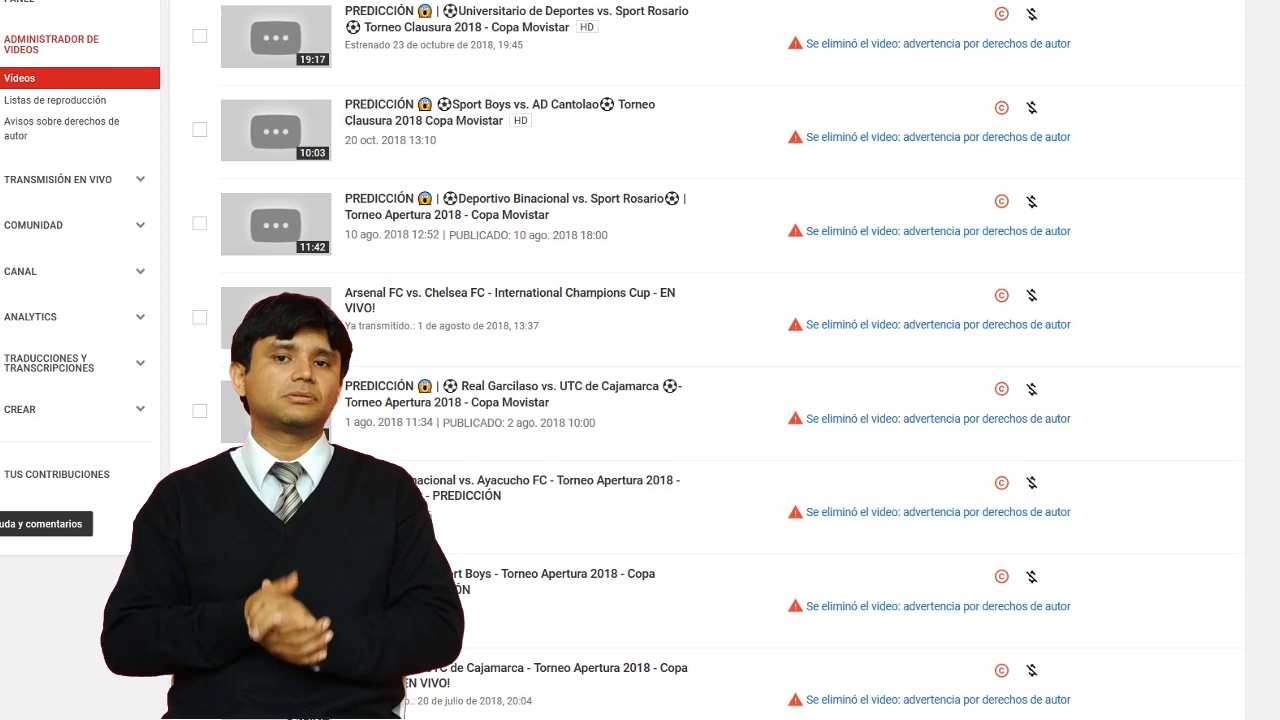 PANEL
ADMINISTRADOR DE
VIDEOS
Videos
Listas de reproducción
Avisos sobre derechos de
autor
TRANSMISIÓN EN VIVO
COMUNIDAD
CANAL
ANALYTICS
TRADUCCIONES Y
TRANSCRIPCIONES
CREAR
TUS CONTRIBUCIONES
uda y comentarios
PREDICCIÓN 😱 | ⚽Universitario de Deportes vs. Sport Rosario
⚽ Torneo Clausura 2018 - Copa Movistar HD
Estrenado 23 de octubre de 2018, 19:45
19:17
Se eliminó el video: advertencia por derechos de autor
PREDICCIÓN 😱 ⚽Sport Boys vs. AD Cantolao⚽ Torneo
Clausura 2018 Copa Movistar HD
20 oct. 2018 13:10
10:03
Se eliminó el video: advertencia por derechos de autor
PREDICCIÓN 😱 | ⚽Deportivo Binacional vs. Sport Rosario⚽ |
Torneo Apertura 2018 - Copa Movistar
10 ago. 2018 12:52 | PUBLICADO: 10 ago. 2018 18:00
11:42
Se eliminó el video: advertencia por derechos de autor
Arsenal FC vs. Chelsea FC - International Champions Cup - EN
VIVO!
Ya transmitido.: 1 de agosto de 2018, 13:37
Se eliminó el video: advertencia por derechos de autor
PREDICCIÓN 😱 | ⚽ Real Garcilaso vs. UTC de Cajamarca ⚽-
Torneo Apertura 2018 - Copa Movistar
1 ago. 2018 11:34 | PUBLICADO: 2 ago. 2018 10:00
Se eliminó el video: advertencia por derechos de autor
nacional vs. Ayacucho FC - Torneo Apertura 2018 -
- PREDICCIÓN
Se eliminó el video: advertencia por derechos de autor
rt Boys - Torneo Apertura 2018 - Copa
ÓN
Se eliminó el video: advertencia por derechos de autor
C de Cajamarca - Torneo Apertura 2018 - Copa
EN VIVO!
o.: 20 de julio de 2018, 20:04
Se eliminó el video: advertencia por derechos de autor